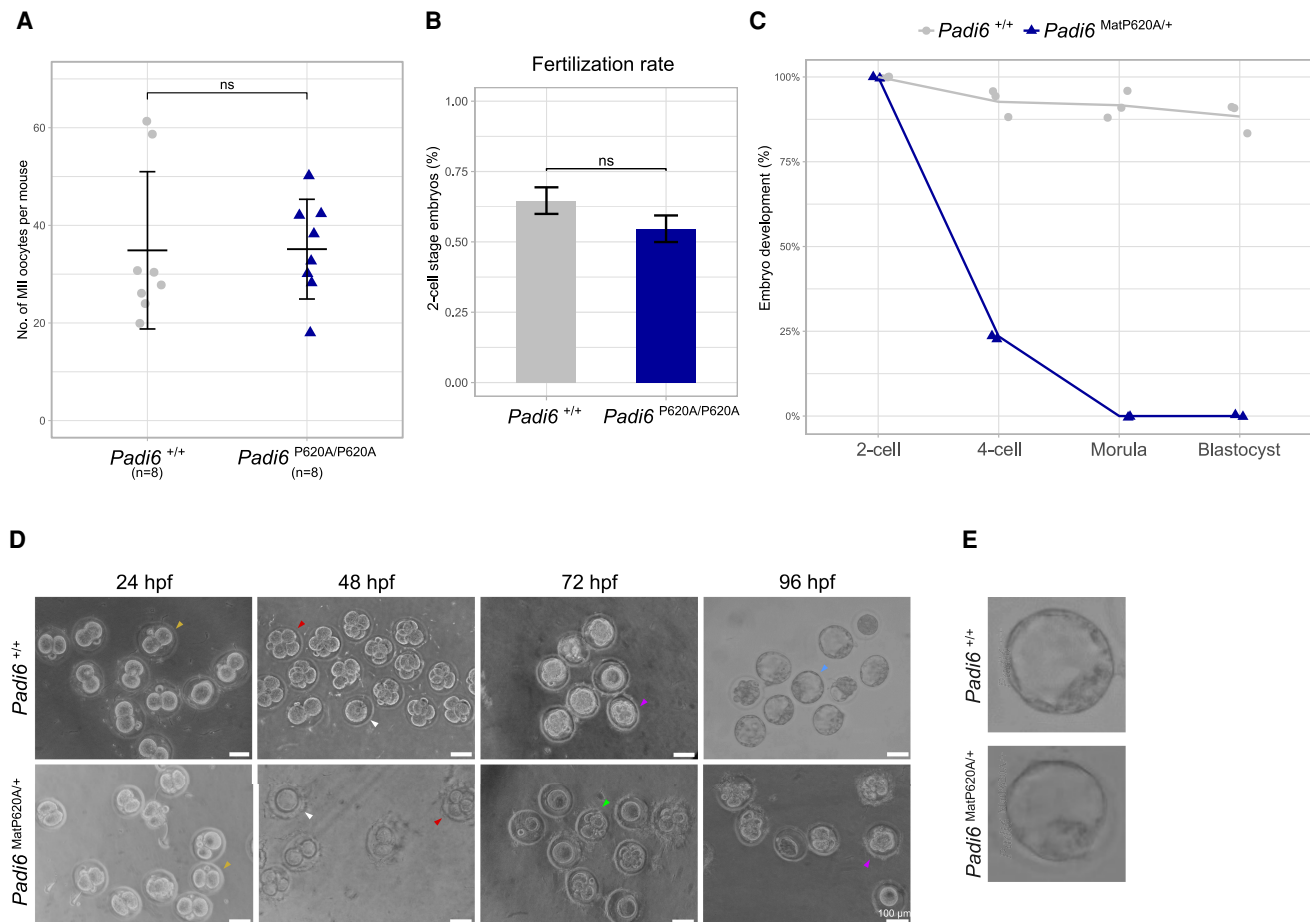 A
ns
60
40
20
0
No. of MII oocytes per mouse
Padi6 +/+
(n=8)
Padi6 P620A/P620A
(n=8)
B
Fertilization rate
ns
1.00
0.75
0.50
0.25
0.00
2-cell stage embryos (%)
Padi6 +/+
Padi6 P620A/P620A
C
Padi6 +/+
Padi6 MatP620A/+
100%
75%
50%
25%
0%
Embryo development (%)
2-cell
4-cell
Morula
Blastocyst
D
24 hpf
48 hpf
72 hpf
96 hpf
Padi6 +/+
Padi6 MatP620A/+
100 µm
E
Padi6 +/+
Padi6 MatP620A/+